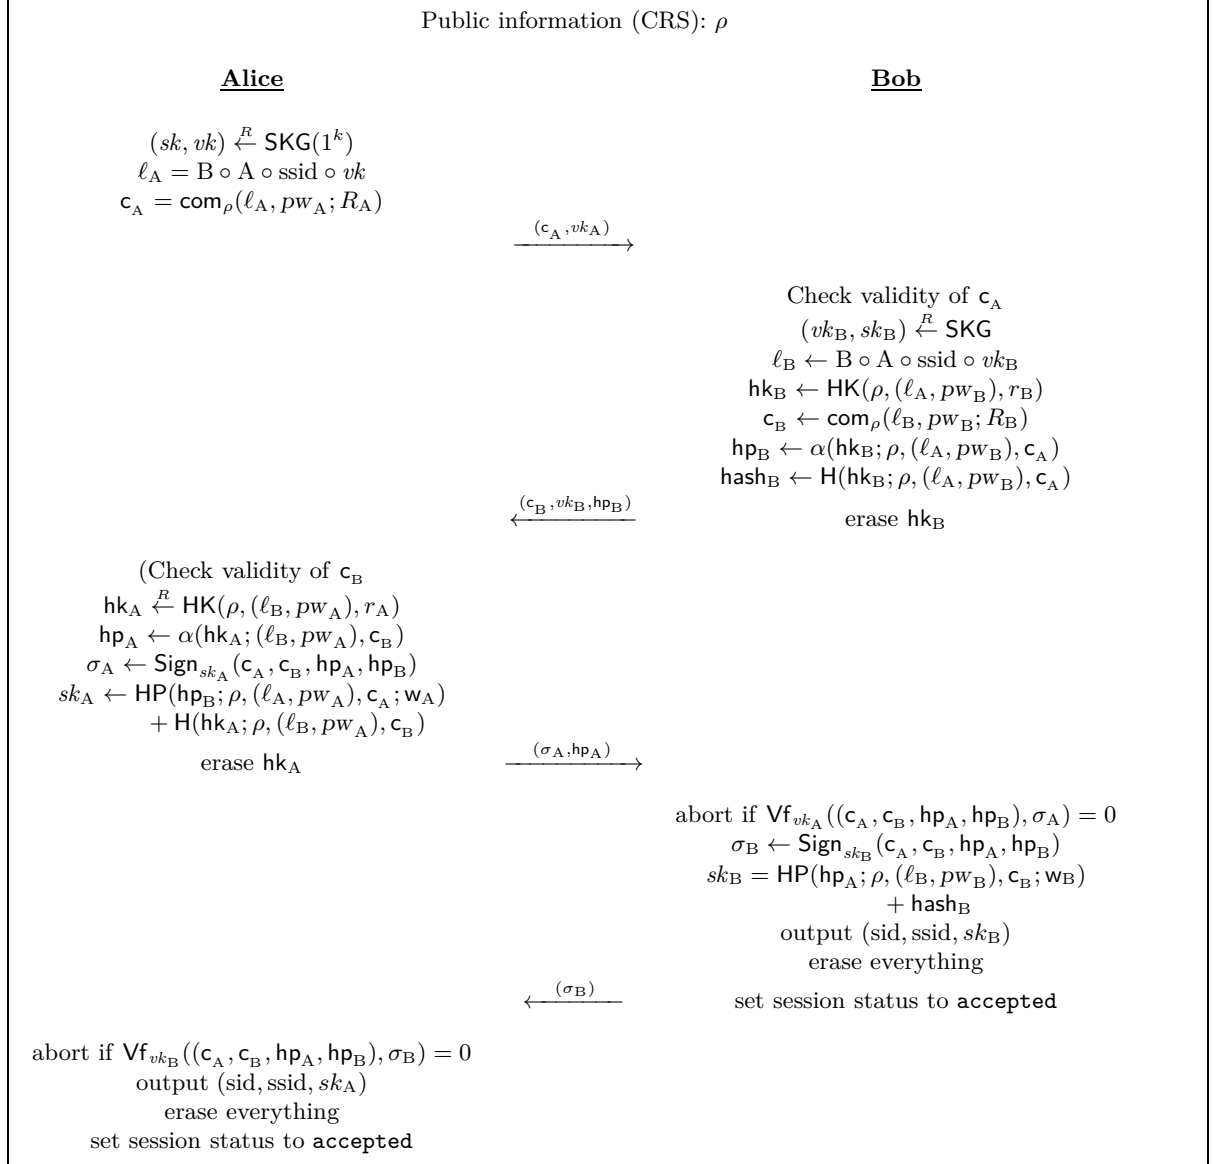 Public information (CRS): ρ
Alice
Bob
(sk, vk) ←^R SKG(1^k)
ℓ_A = B ∘ A ∘ ssid ∘ vk
c_A = com_ρ(ℓ_A, pw_A; R_A)
(c_A, vk_A)
Check validity of c_A
(vk_B, sk_B) ←^R SKG
ℓ_B ← B ∘ A ∘ ssid ∘ vk_B
hk_B ← HK(ρ, (ℓ_A, pw_B), r_B)
c_B ← com_ρ(ℓ_B, pw_B; R_B)
hp_B ← α(hk_B; ρ, (ℓ_A, pw_B), c_A)
hash_B ← H(hk_B; ρ, (ℓ_A, pw_B), c_A)
(c_B, vk_B, hp_B)
erase hk_B
(Check validity of c_B
hk_A ←^R HK(ρ, (ℓ_B, pw_A), r_A)
hp_A ← α(hk_A; (ℓ_B, pw_A), c_B)
σ_A ← Sign_{sk_A}(c_A, c_B, hp_A, hp_B)
sk_A ← HP(hp_B; ρ, (ℓ_A, pw_A), c_A; w_A)
+ H(hk_A; ρ, (ℓ_B, pw_A), c_B)
erase hk_A
(σ_A, hp_A)
abort if Vf_{vk_A}((c_A, c_B, hp_A, hp_B), σ_A) = 0
σ_B ← Sign_{sk_B}(c_A, c_B, hp_A, hp_B)
sk_B = HP(hp_A; ρ, (ℓ_B, pw_B), c_B; w_B)
+ hash_B
output (sid, ssid, sk_B)
erase everything
(σ_B)
set session status to accepted
abort if Vf_{vk_B}((c_A, c_B, hp_A, hp_B), σ_B) = 0
output (sid, ssid, sk_A)
erase everything
set session status to accepted